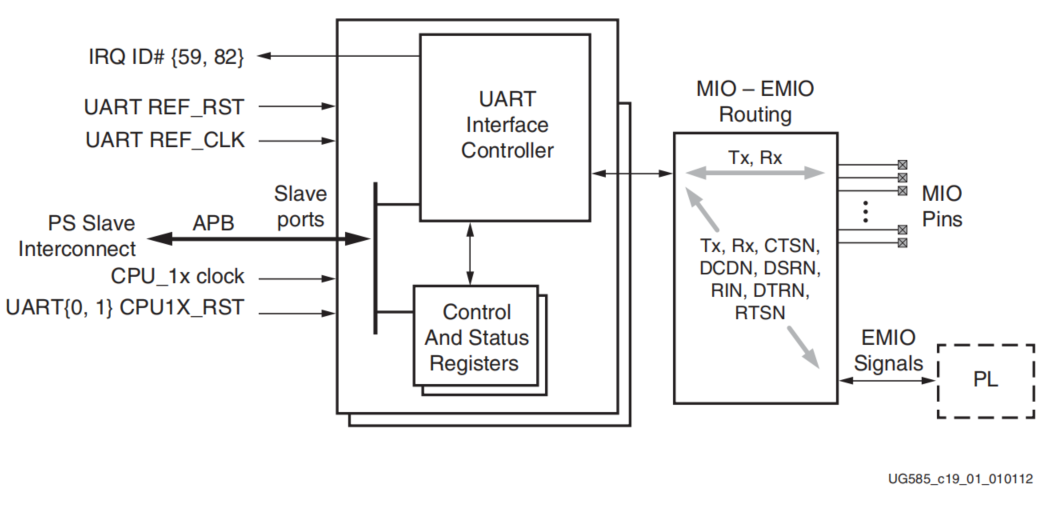 IRQ ID# {59, 82}
UART REF_RST
UART REF_CLK
PS Slave
Interconnect
APB
Slave
ports
CPU_1x clock
UART{0, 1} CPU1X_RST
UART
Interface
Controller
Control
And Status
Registers
MIO – EMIO
Routing
Tx, Rx
Tx, Rx, CTSN,
DCDN, DSRN,
RIN, DTRN,
RTSN
MIO
Pins
EMIO
Signals
PL
UG585_c19_01_010112